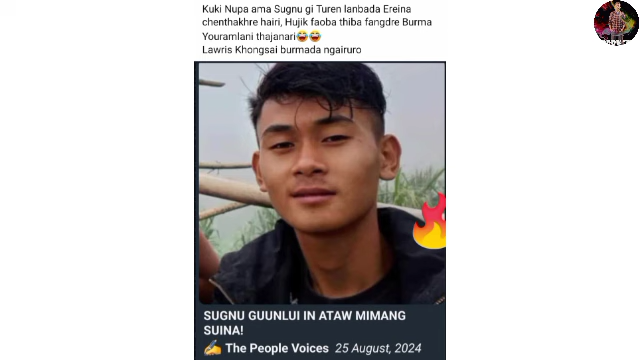 Kuki Nupa ama Sugnu gi Turen lanbada Ereina
chenthakhre hairi, Hujik faoba thiba fangdre Burma
Youramlani thajanari😂😂
Lawris Khongsai burmada ngairuro
SUGNU GUUNLUI IN ATAW MIMANG
SUINA!
✍️ The People Voices 25 August, 2024